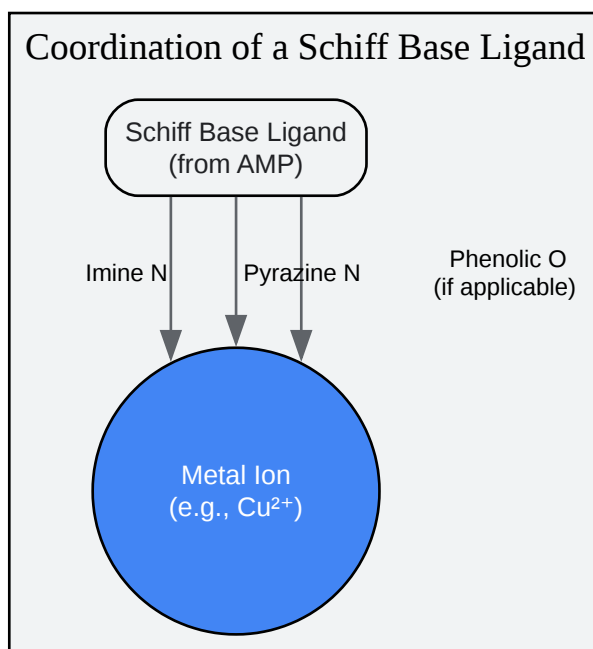 Coordination of a Schiff Base Ligand
Schiff Base Ligand
(from AMP)
Imine N
Pyrazine N
Phenolic O
(if applicable)
Metal Ion
(e.g., Cu²⁺)